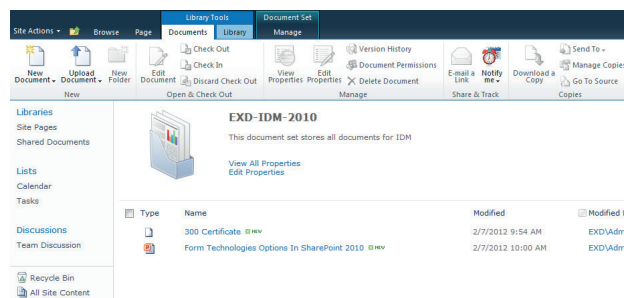 Library Tools Document Set
Site Actions Browse Page Documents Library Manage
New Document Upload Document New Folder
Edit Document Check Out Check In Discard Check Out
View Properties Edit Properties Version History Document Permissions Delete Document
E-mail a Link Notify me
Download a Copy Send To Manage Copies Go To Source
New Open & Check Out Manage Share & Track Copies
Libraries
Site Pages
Shared Documents
Lists
Calendar
Tasks
Discussions
Team Discussion
Recycle Bin
All Site Content
EXD-IDM-2010
This document set stores all documents for IDM
View All Properties
Edit Properties
Type Name Modified Modified
300 Certificate NEW 2/7/2012 9:54 AM EXD\Adm
Form Technologies Options In SharePoint 2010 NEW 2/7/2012 10:00 AM EXD\Adm